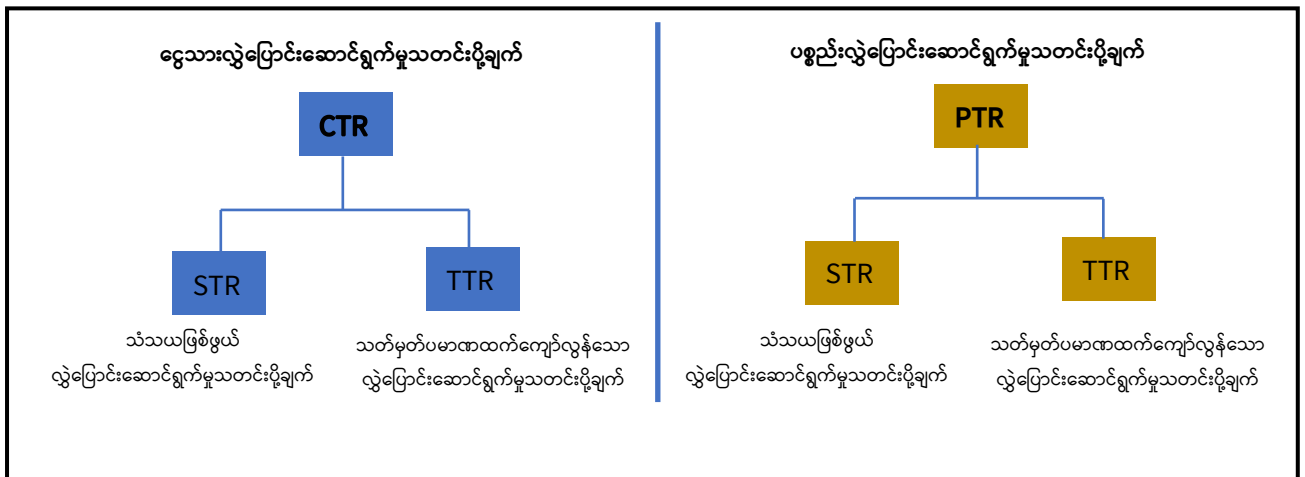 ငွေသားလွှဲပြောင်းဆောင်ရွက်မှုသတင်းပို့ချက်
CTR
STR
TTR
သံသယဖြစ်ဖွယ်
လွှဲပြောင်းဆောင်ရွက်မှုသတင်းပို့ချက်
သတ်မှတ်ပမာဏထက်ကျော်လွန်သော
လွှဲပြောင်းဆောင်ရွက်မှုသတင်းပို့ချက်
ပစ္စည်းလွှဲပြောင်းဆောင်ရွက်မှုသတင်းပို့ချက်
PTR
STR
TTR
သံသယဖြစ်ဖွယ်
လွှဲပြောင်းဆောင်ရွက်မှုသတင်းပို့ချက်
သတ်မှတ်ပမာဏထက်ကျော်လွန်သော
လွှဲပြောင်းဆောင်ရွက်မှုသတင်းပို့ချက်